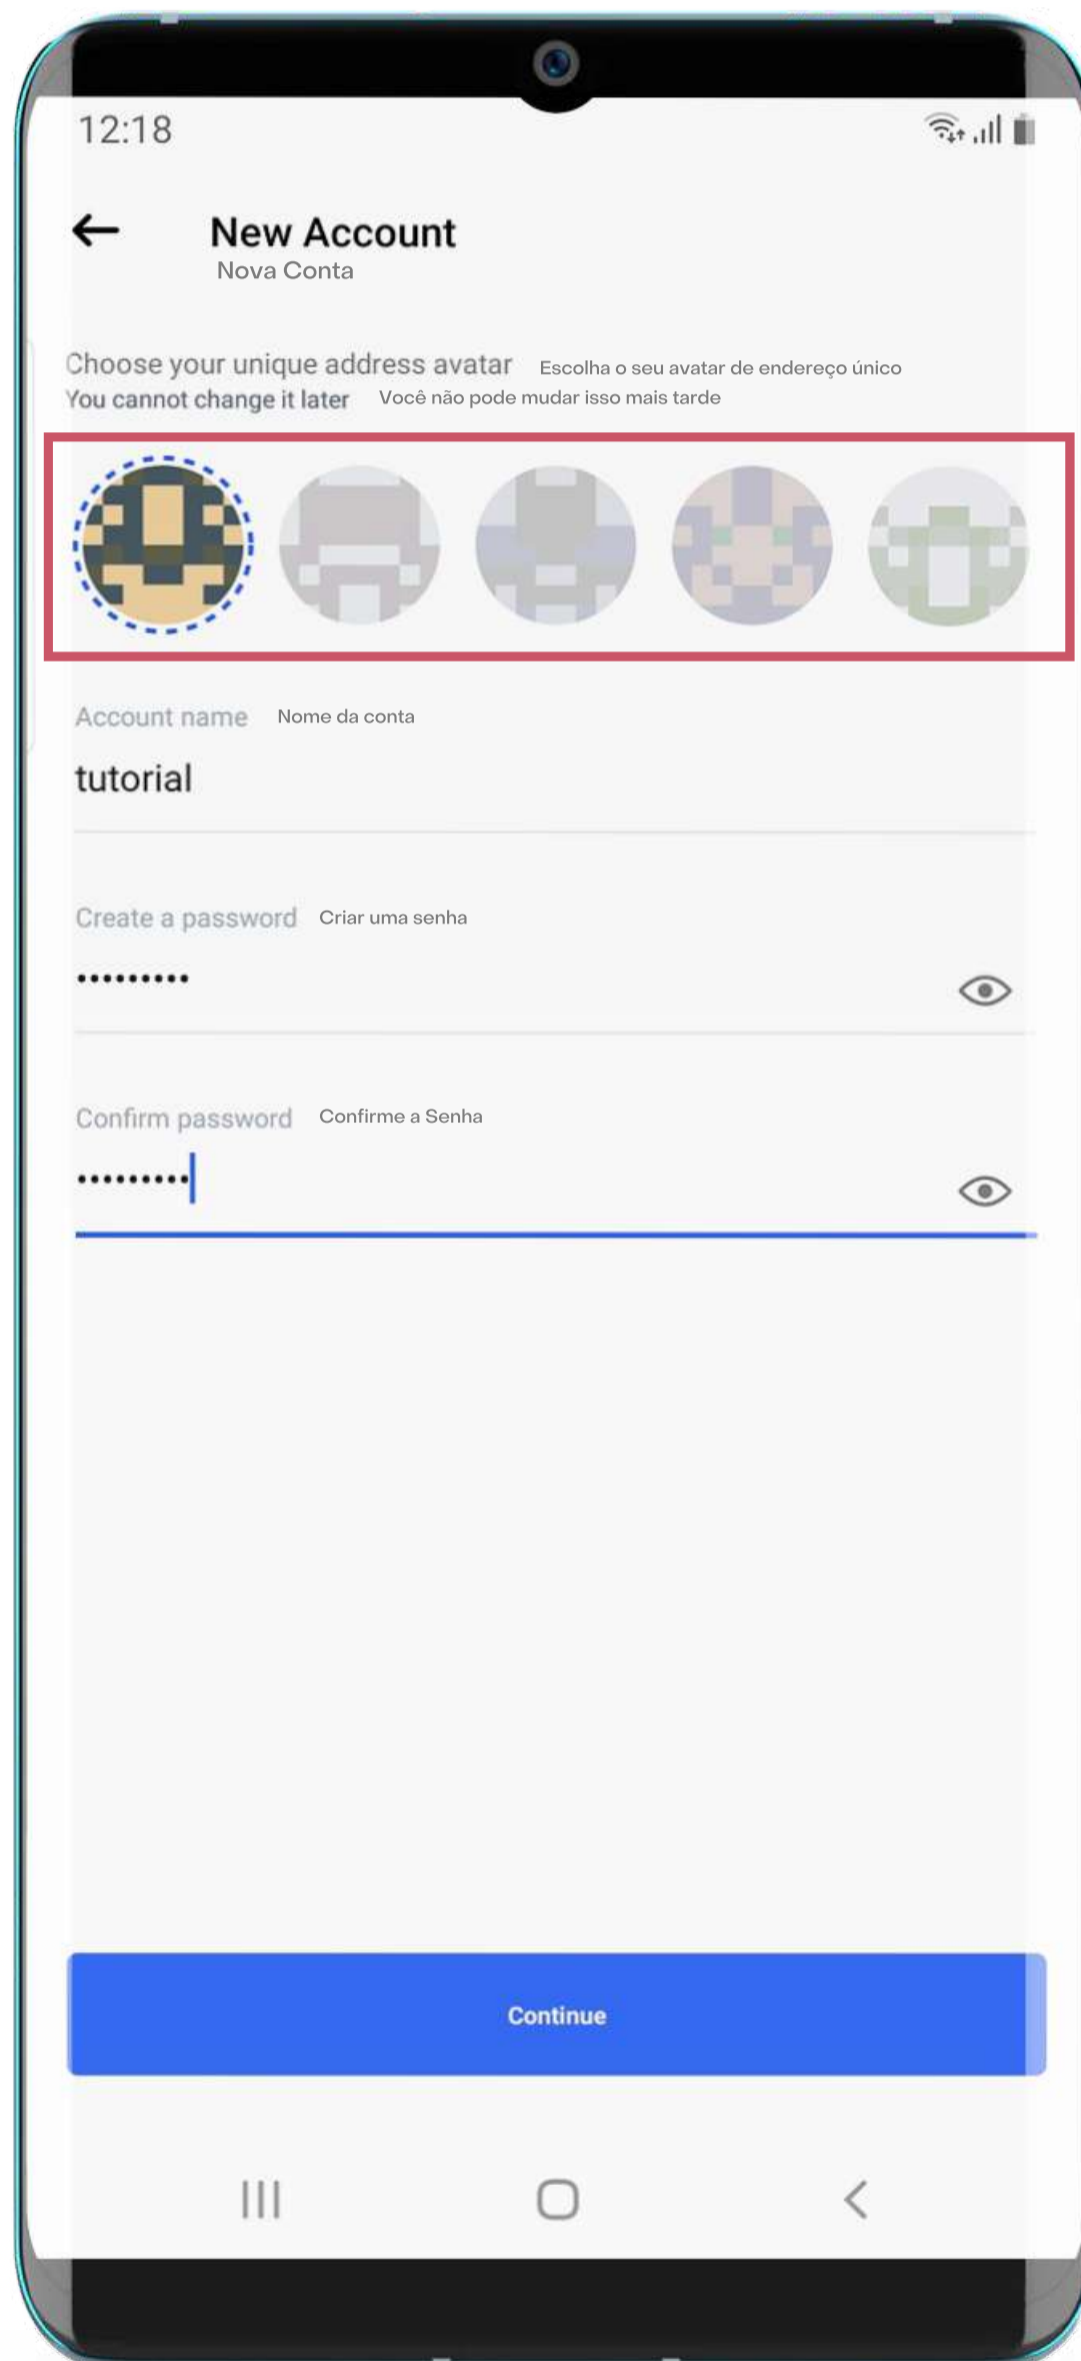 12:18
New Account
Nova Conta
Choose your unique address avatar Escolha o seu avatar de endereço único
You cannot change it later Você não pode mudar isso mais tarde
Account name Nome da conta
tutorial
Create a password Criar uma senha
•••••••••
Confirm password Confirme a Senha
•••••••••
Continue